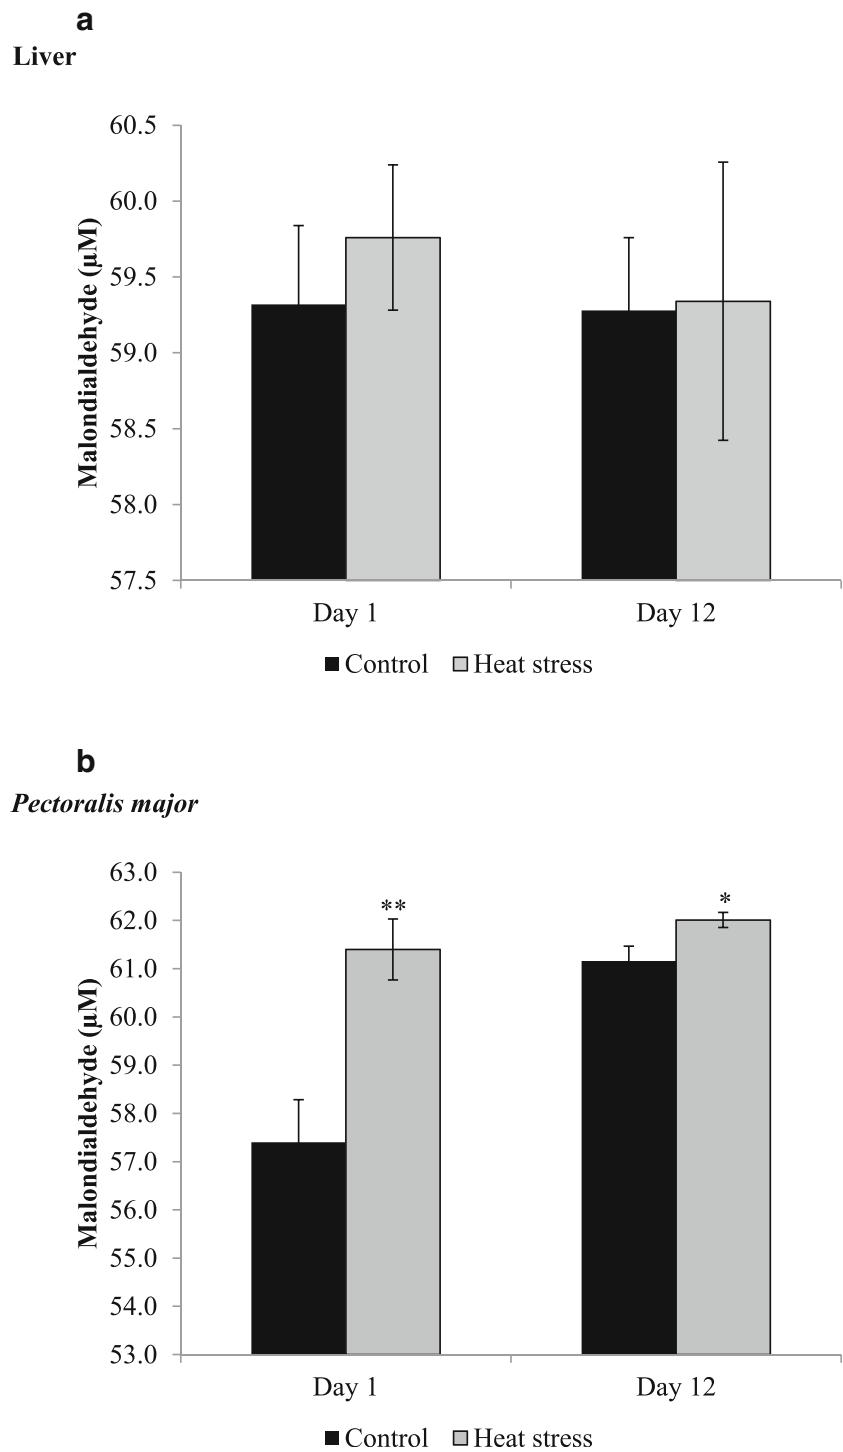 a
Liver
60.5
60.0
59.5
59.0
58.5
58.0
57.5
Malondialdehyde (μM)
Day 1 Day 12
Control Heat stress
b
Pectoralis major
63.0
62.0
61.0
60.0
59.0
58.0
57.0
56.0
55.0
54.0
53.0
Malondialdehyde (μM)
** *
Day 1 Day 12
Control Heat stress